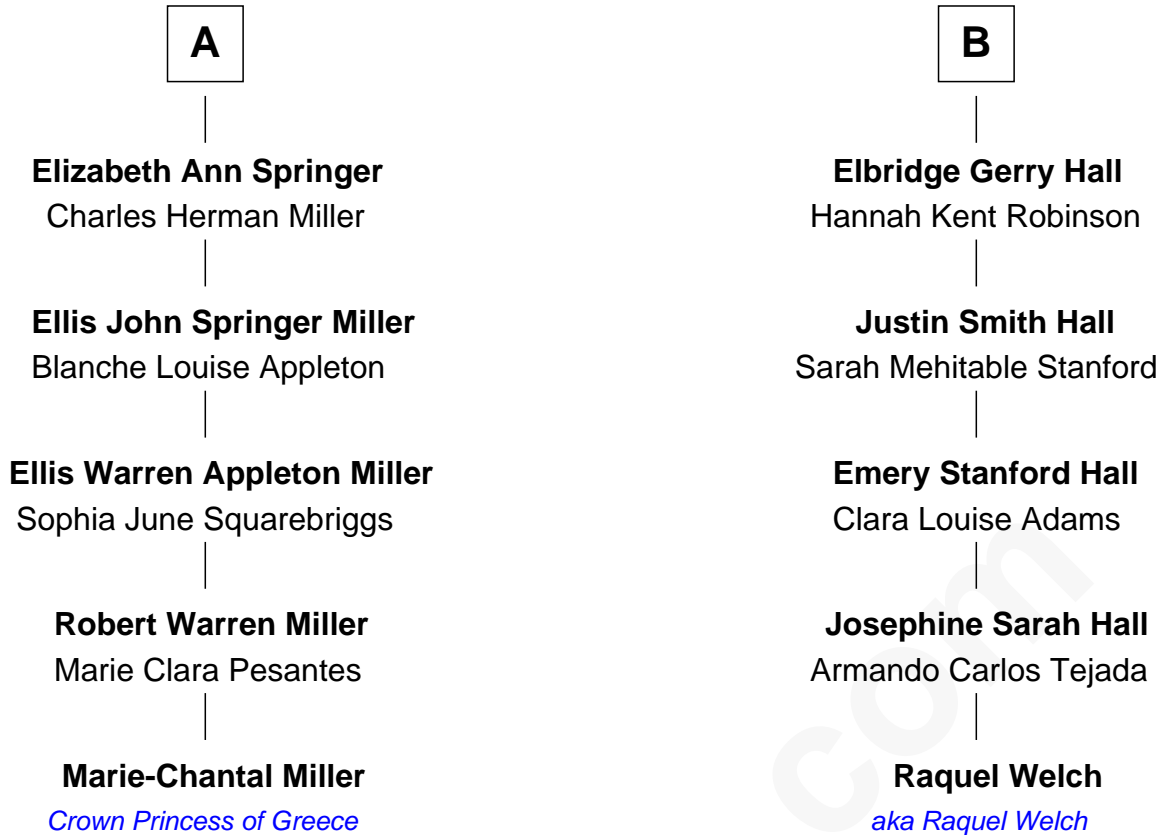 A
Elizabeth Ann Springer
Charles Herman Miller
Ellis John Springer Miller
Blanche Louise Appleton
Ellis Warren Appleton Miller
Sophia June Squarebriggs
Robert Warren Miller
Marie Clara Pesantes
Marie-Chantal Miller
Crown Princess of Greece
B
Elbridge Gerry Hall
Hannah Kent Robinson
Justin Smith Hall
Sarah Mehitable Stanford
Emery Stanford Hall
Clara Louise Adams
Josephine Sarah Hall
Armando Carlos Tejada
Raquel Welch
aka Raquel Welch
com